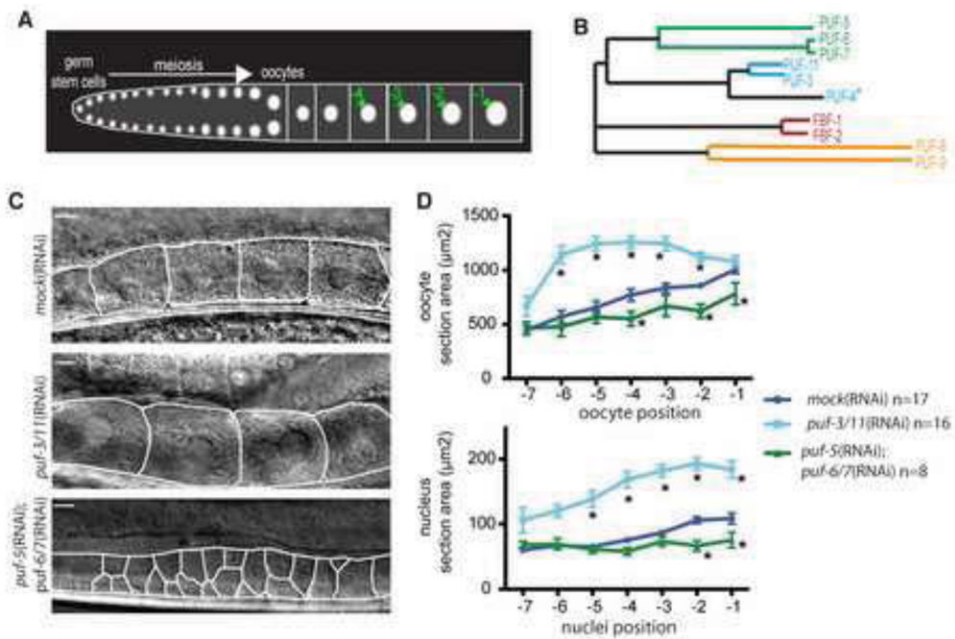 A
germ
stem cells
meiosis
oocytes
B
PUF-5
PUF-6
PUF-7
PUF-11
PUF-3
PUF-4*
FBF-1
FBF-2
PUF-8
PUF-9
C
mock(RNAi)
puf-3/11(RNAi)
puf-5(RNAi);
puf-6/7(RNAi)
D
oocyte
section area (µm2)
1500
1000
500
0
-7 -6 -5 -4 -3 -2 -1
oocyte position
mock(RNAi) n=17
puf-3/11(RNAi) n=16
puf-5(RNAi);
puf-6/7(RNAi) n=8
nucleus
section area (µm2)
200
100
0
-7 -6 -5 -4 -3 -2 -1
nuclei position